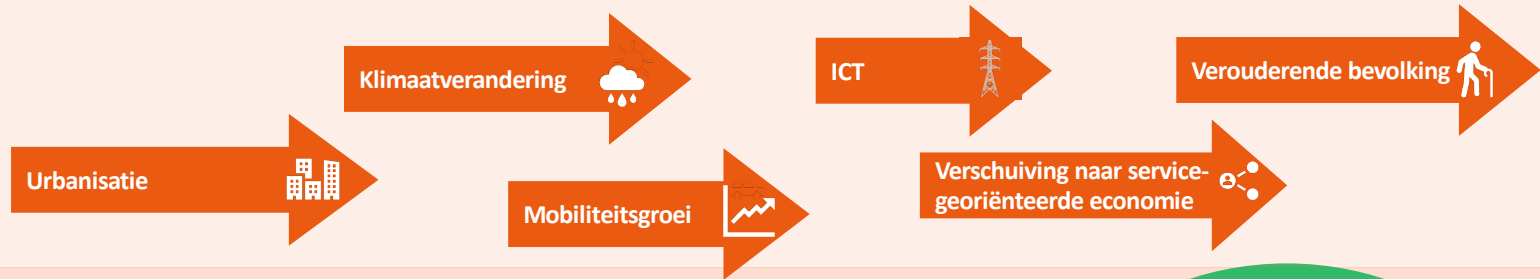 Urbanisatie
Klimaatverandering
Mobiliteitsgroei
ICT
Verschuiving naar service-
georiënteerde economie
Verouderende bevolking